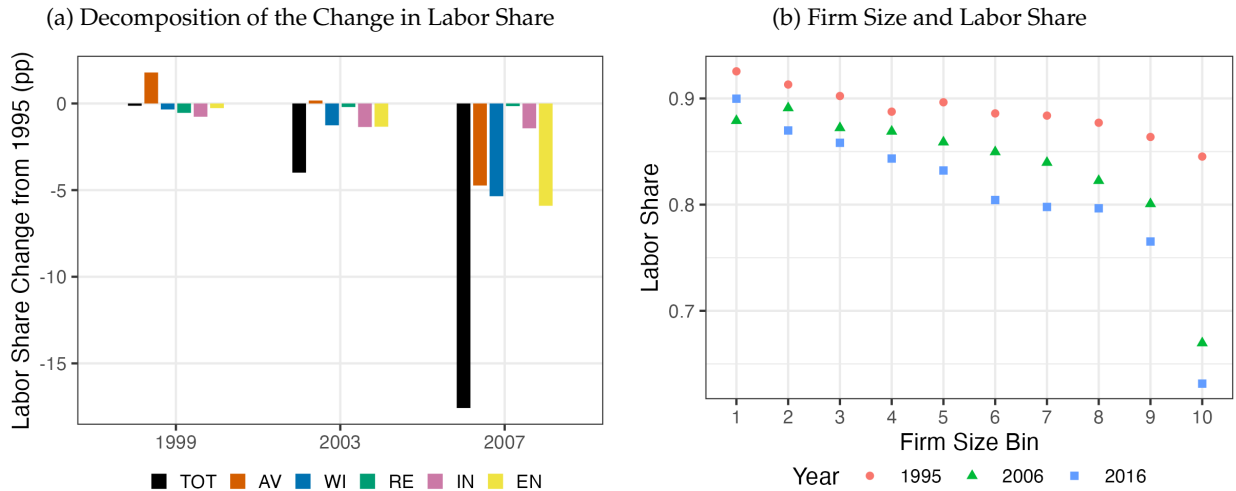 (a) Decomposition of the Change in Labor Share
Labor Share Change from 1995 (pp)
0
-5
-10
-15
1999 2003 2007
TOT AV WI RE IN EN
(b) Firm Size and Labor Share
Labor Share
0.9
0.8
0.7
1 2 3 4 5 6 7 8 9 10
Firm Size Bin
Year 1995 2006 2016